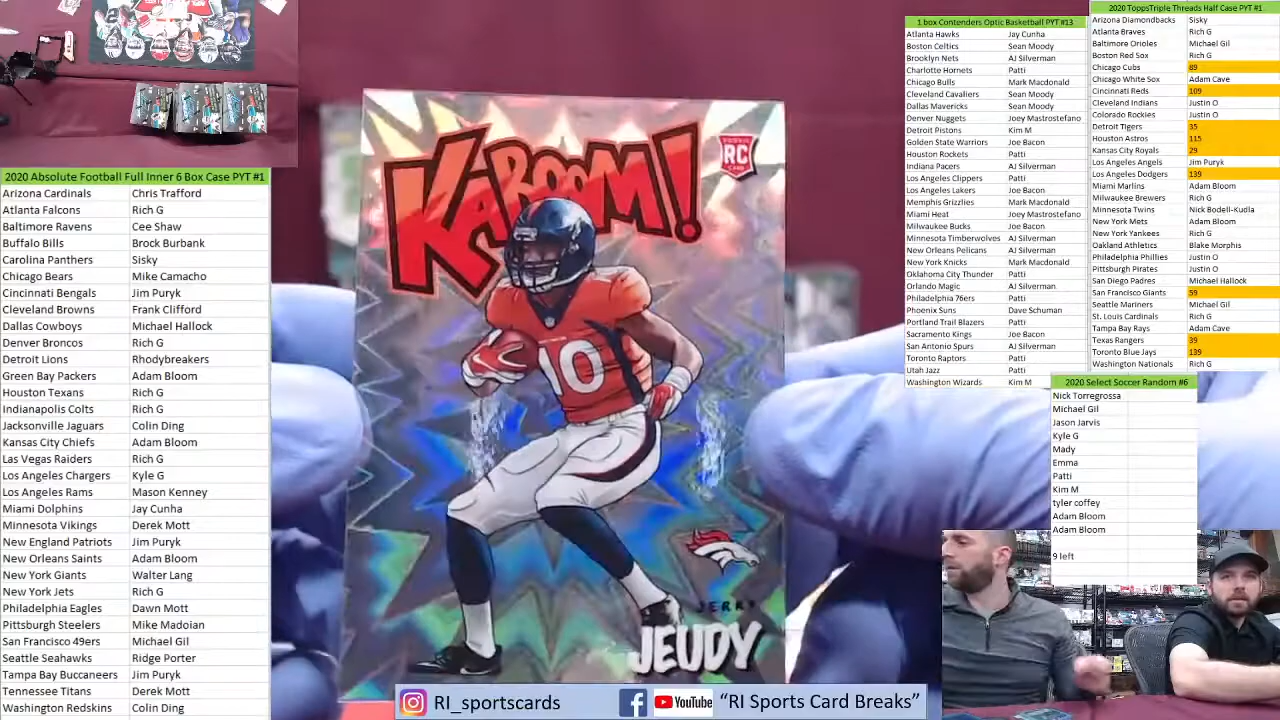 2020 Absolute Football Full Inner 6 Box Case PYT #1
Arizona Cardinals Chris Trafford
Atlanta Falcons Rich G
Baltimore Ravens Cee Shaw
Buffalo Bills Brock Burbank
Carolina Panthers Sisky
Chicago Bears Mike Camacho
Cincinnati Bengals Jim Puryk
Cleveland Browns Frank Clifford
Dallas Cowboys Michael Hallock
Denver Broncos Rich G
Detroit Lions Rhodybreakers
Green Bay Packers Adam Bloom
Houston Texans Rich G
Indianapolis Colts Rich G
Jacksonville Jaguars Colin Ding
Kansas City Chiefs Adam Bloom
Las Vegas Raiders Rich G
Los Angeles Chargers Kyle G
Los Angeles Rams Mason Kenney
Miami Dolphins Jay Cunha
Minnesota Vikings Derek Mott
New England Patriots Jim Puryk
New Orleans Saints Adam Bloom
New York Giants Walter Lang
New York Jets Rich G
Philadelphia Eagles Dawn Mott
Pittsburgh Steelers Mike Madoian
San Francisco 49ers Michael Gil
Seattle Seahawks Ridge Porter
Tampa Bay Buccaneers Jim Puryk
Tennessee Titans Derek Mott
Washington Redskins Colin Ding
KABOOM!
RC
10
JERRY
JEUDY
RI_sportscards
YouTube "RI Sports Card Breaks"
1 box Contenders Optic Basketball PYT #13
Atlanta Hawks Jay Cunha
Boston Celtics Sean Moody
Brooklyn Nets AJ Silverman
Charlotte Hornets Patti
Chicago Bulls Mark Macdonald
Cleveland Cavaliers Sean Moody
Dallas Mavericks Sean Moody
Denver Nuggets Joey Mastrostefano
Detroit Pistons Kim M
Golden State Warriors Joe Bacon
Houston Rockets Patti
Indiana Pacers AJ Silverman
Los Angeles Clippers Patti
Los Angeles Lakers Joe Bacon
Memphis Grizzlies Mark Macdonald
Miami Heat Joey Mastrostefano
Milwaukee Bucks Joe Bacon
Minnesota Timberwolves AJ Silverman
New Orleans Pelicans AJ Silverman
New York Knicks Mark Macdonald
Oklahoma City Thunder Patti
Orlando Magic AJ Silverman
Philadelphia 76ers Patti
Phoenix Suns Dave Schuman
Portland Trail Blazers Patti
Sacramento Kings Joe Bacon
San Antonio Spurs AJ Silverman
Toronto Raptors Patti
Utah Jazz Patti
Washington Wizards Kim M
2020 ToppsTriple Threads Half Case PYT #1
Arizona Diamondbacks Sisky
Atlanta Braves Rich G
Baltimore Orioles Michael Gil
Boston Red Sox Rich G
Chicago Cubs 89
Chicago White Sox Adam Cave
Cincinnati Reds 109
Cleveland Indians Justin O
Colorado Rockies Justin O
Detroit Tigers 35
Houston Astros 115
Kansas City Royals 29
Los Angeles Angels Jim Puryk
Los Angeles Dodgers 139
Miami Marlins Adam Bloom
Milwaukee Brewers Rich G
Minnesota Twins Nick Bodell-Kudla
New York Mets Adam Bloom
New York Yankees Rich G
Oakland Athletics Blake Morphis
Philadelphia Phillies Justin O
Pittsburgh Pirates Justin O
San Diego Padres Michael Hallock
San Francisco Giants 59
Seattle Mariners Michael Gil
St. Louis Cardinals Rich G
Tampa Bay Rays Adam Cave
Texas Rangers 39
Toronto Blue Jays 139
Washington Nationals Rich G
2020 Select Soccer Random #6
Nick Torregrossa
Michael Gil
Jason Jarvis
Kyle G
Mady
Emma
Patti
Kim M
tyler coffey
Adam Bloom
Adam Bloom
9 left